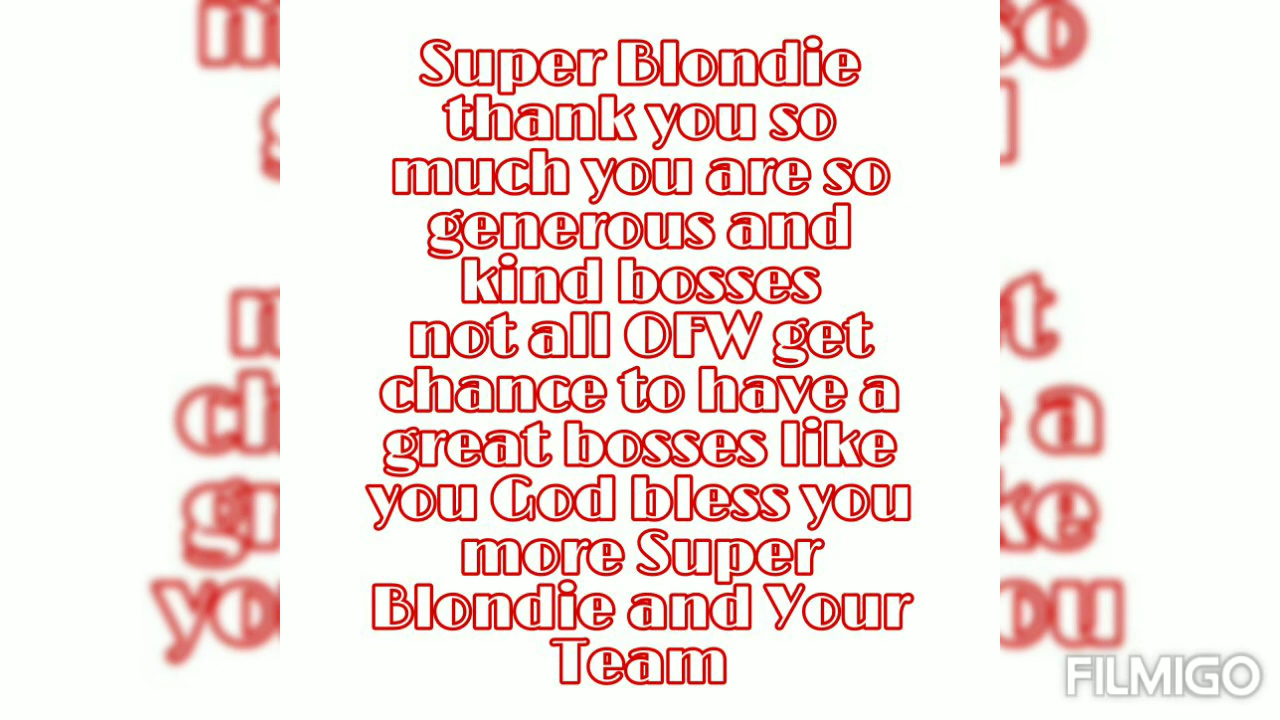 Super Blondie
thank you so
much you are so
generous and
kind bosses
not all OFW get
chance to have a
great bosses like
you God bless you
more Super
Blondie and Your
Team
FILMIGO